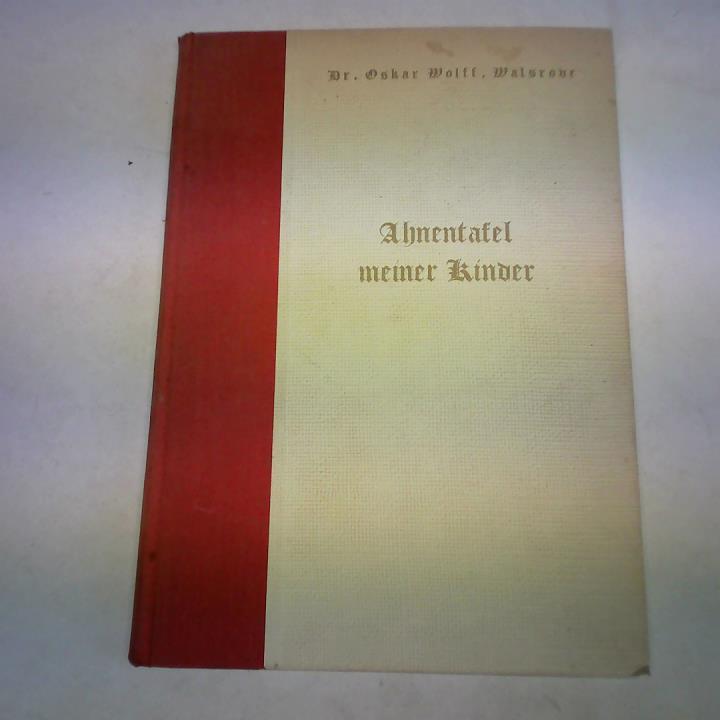 Dr. Oskar Wolff, Walsrode
Ahnentafel
meiner Kinder